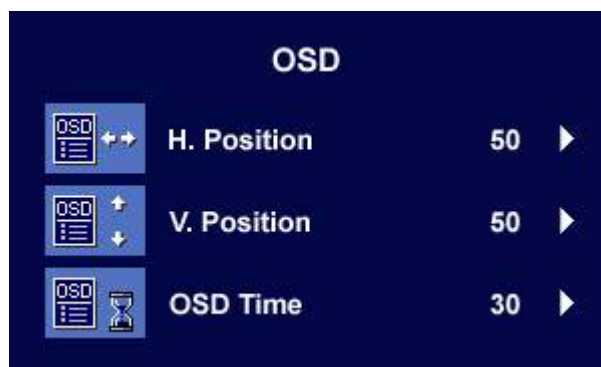 OSD
OSD H. Position 50
OSD V. Position 50
OSD OSD Time 30